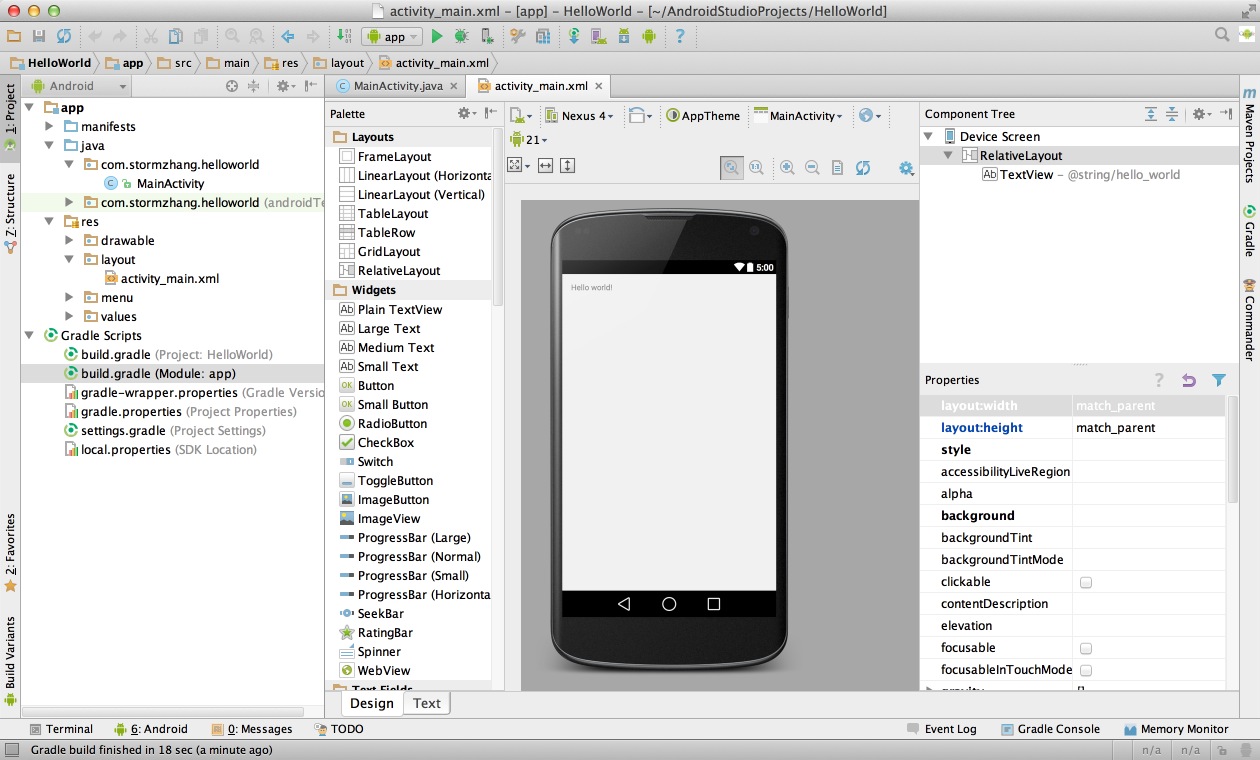 activity_main.xml – [app] – HelloWorld – [~/AndroidStudioProjects/HelloWorld]
app
HelloWorld app src main res layout activity_main.xml
1: Project
Z: Structure
2: Favorites
Build Variants
Android
app
manifests
java
com.stormzhang.helloworld
MainActivity
com.stormzhang.helloworld (androidTe
res
drawable
layout
activity_main.xml
menu
values
Gradle Scripts
build.gradle (Project: HelloWorld)
build.gradle (Module: app)
gradle-wrapper.properties (Gradle Versio
gradle.properties (Project Properties)
settings.gradle (Project Settings)
local.properties (SDK Location)
MainActivity.java activity_main.xml
Palette
Layouts
FrameLayout
LinearLayout (Horizonta
LinearLayout (Vertical)
TableLayout
TableRow
GridLayout
RelativeLayout
Widgets
Ab Plain TextView
Ab Large Text
Ab Medium Text
Ab Small Text
OK Button
OK Small Button
RadioButton
CheckBox
Switch
ToggleButton
ImageButton
ImageView
ProgressBar (Large)
ProgressBar (Normal)
ProgressBar (Small)
ProgressBar (Horizonta
SeekBar
RatingBar
Spinner
WebView
Text Fields
Nexus 4 AppTheme MainActivity
21
1:1
5:00
Hello world!
Design Text
Component Tree
Device Screen
RelativeLayout
Ab TextView – @string/hello_world
Properties ?
layout:width match_parent
layout:height match_parent
style
accessibilityLiveRegion
alpha
background
backgroundTint
backgroundTintMode
clickable
contentDescription
elevation
focusable
focusableInTouchMode
gravity []
m Maven Projects
Gradle
Commander
Terminal 6: Android 0: Messages TODO
Event Log Gradle Console Memory Monitor
Gradle build finished in 18 sec (a minute ago)
n/a n/a